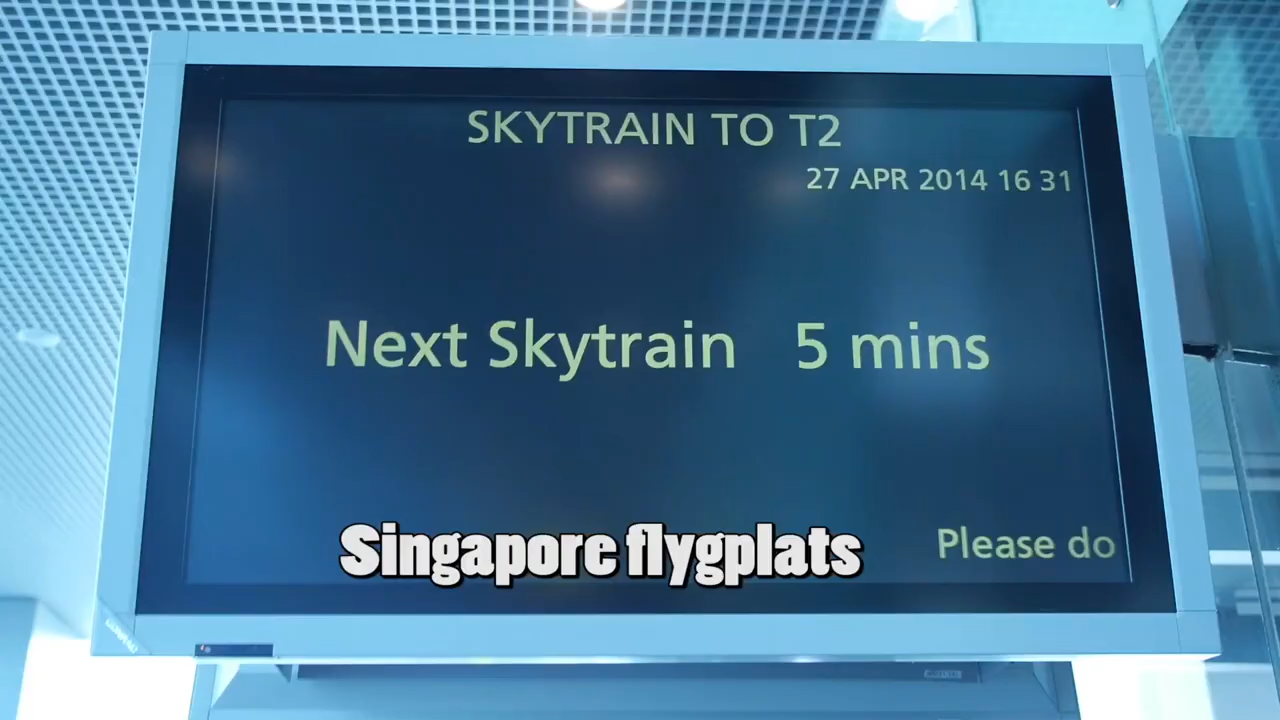 SKYTRAIN TO T2
27 APR 2014 16 31
Next Skytrain 5 mins
Please do
Singapore flygplats